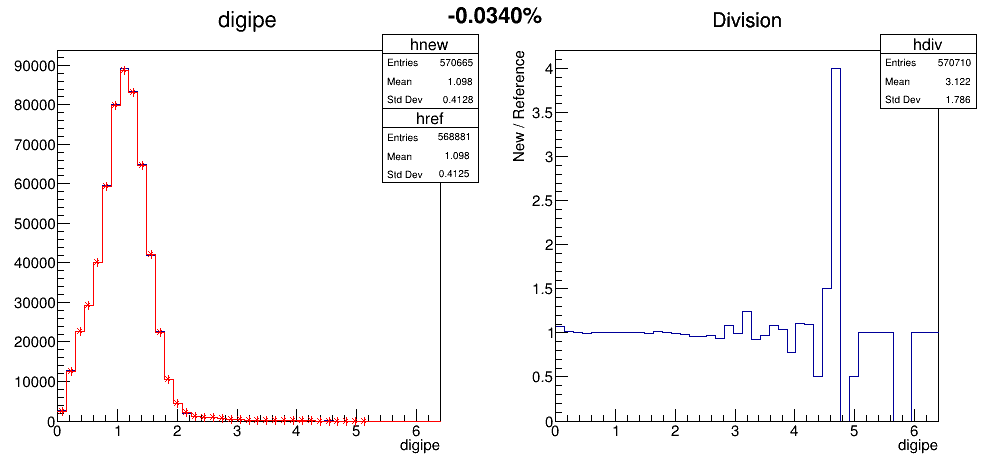 digipe
-0.0340%
Division
hnew
Entries 570665
Mean 1.098
Std Dev 0.4128
href
Entries 568881
Mean 1.098
Std Dev 0.4125
90000
80000
70000
60000
50000
40000
30000
20000
10000
0
0 1 2 3 4 5 6
digipe
hdiv
Entries 570710
Mean 3.122
Std Dev 1.786
New / Reference
4
3.5
3
2.5
2
1.5
1
0.5
0
0 1 2 3 4 5 6
digipe